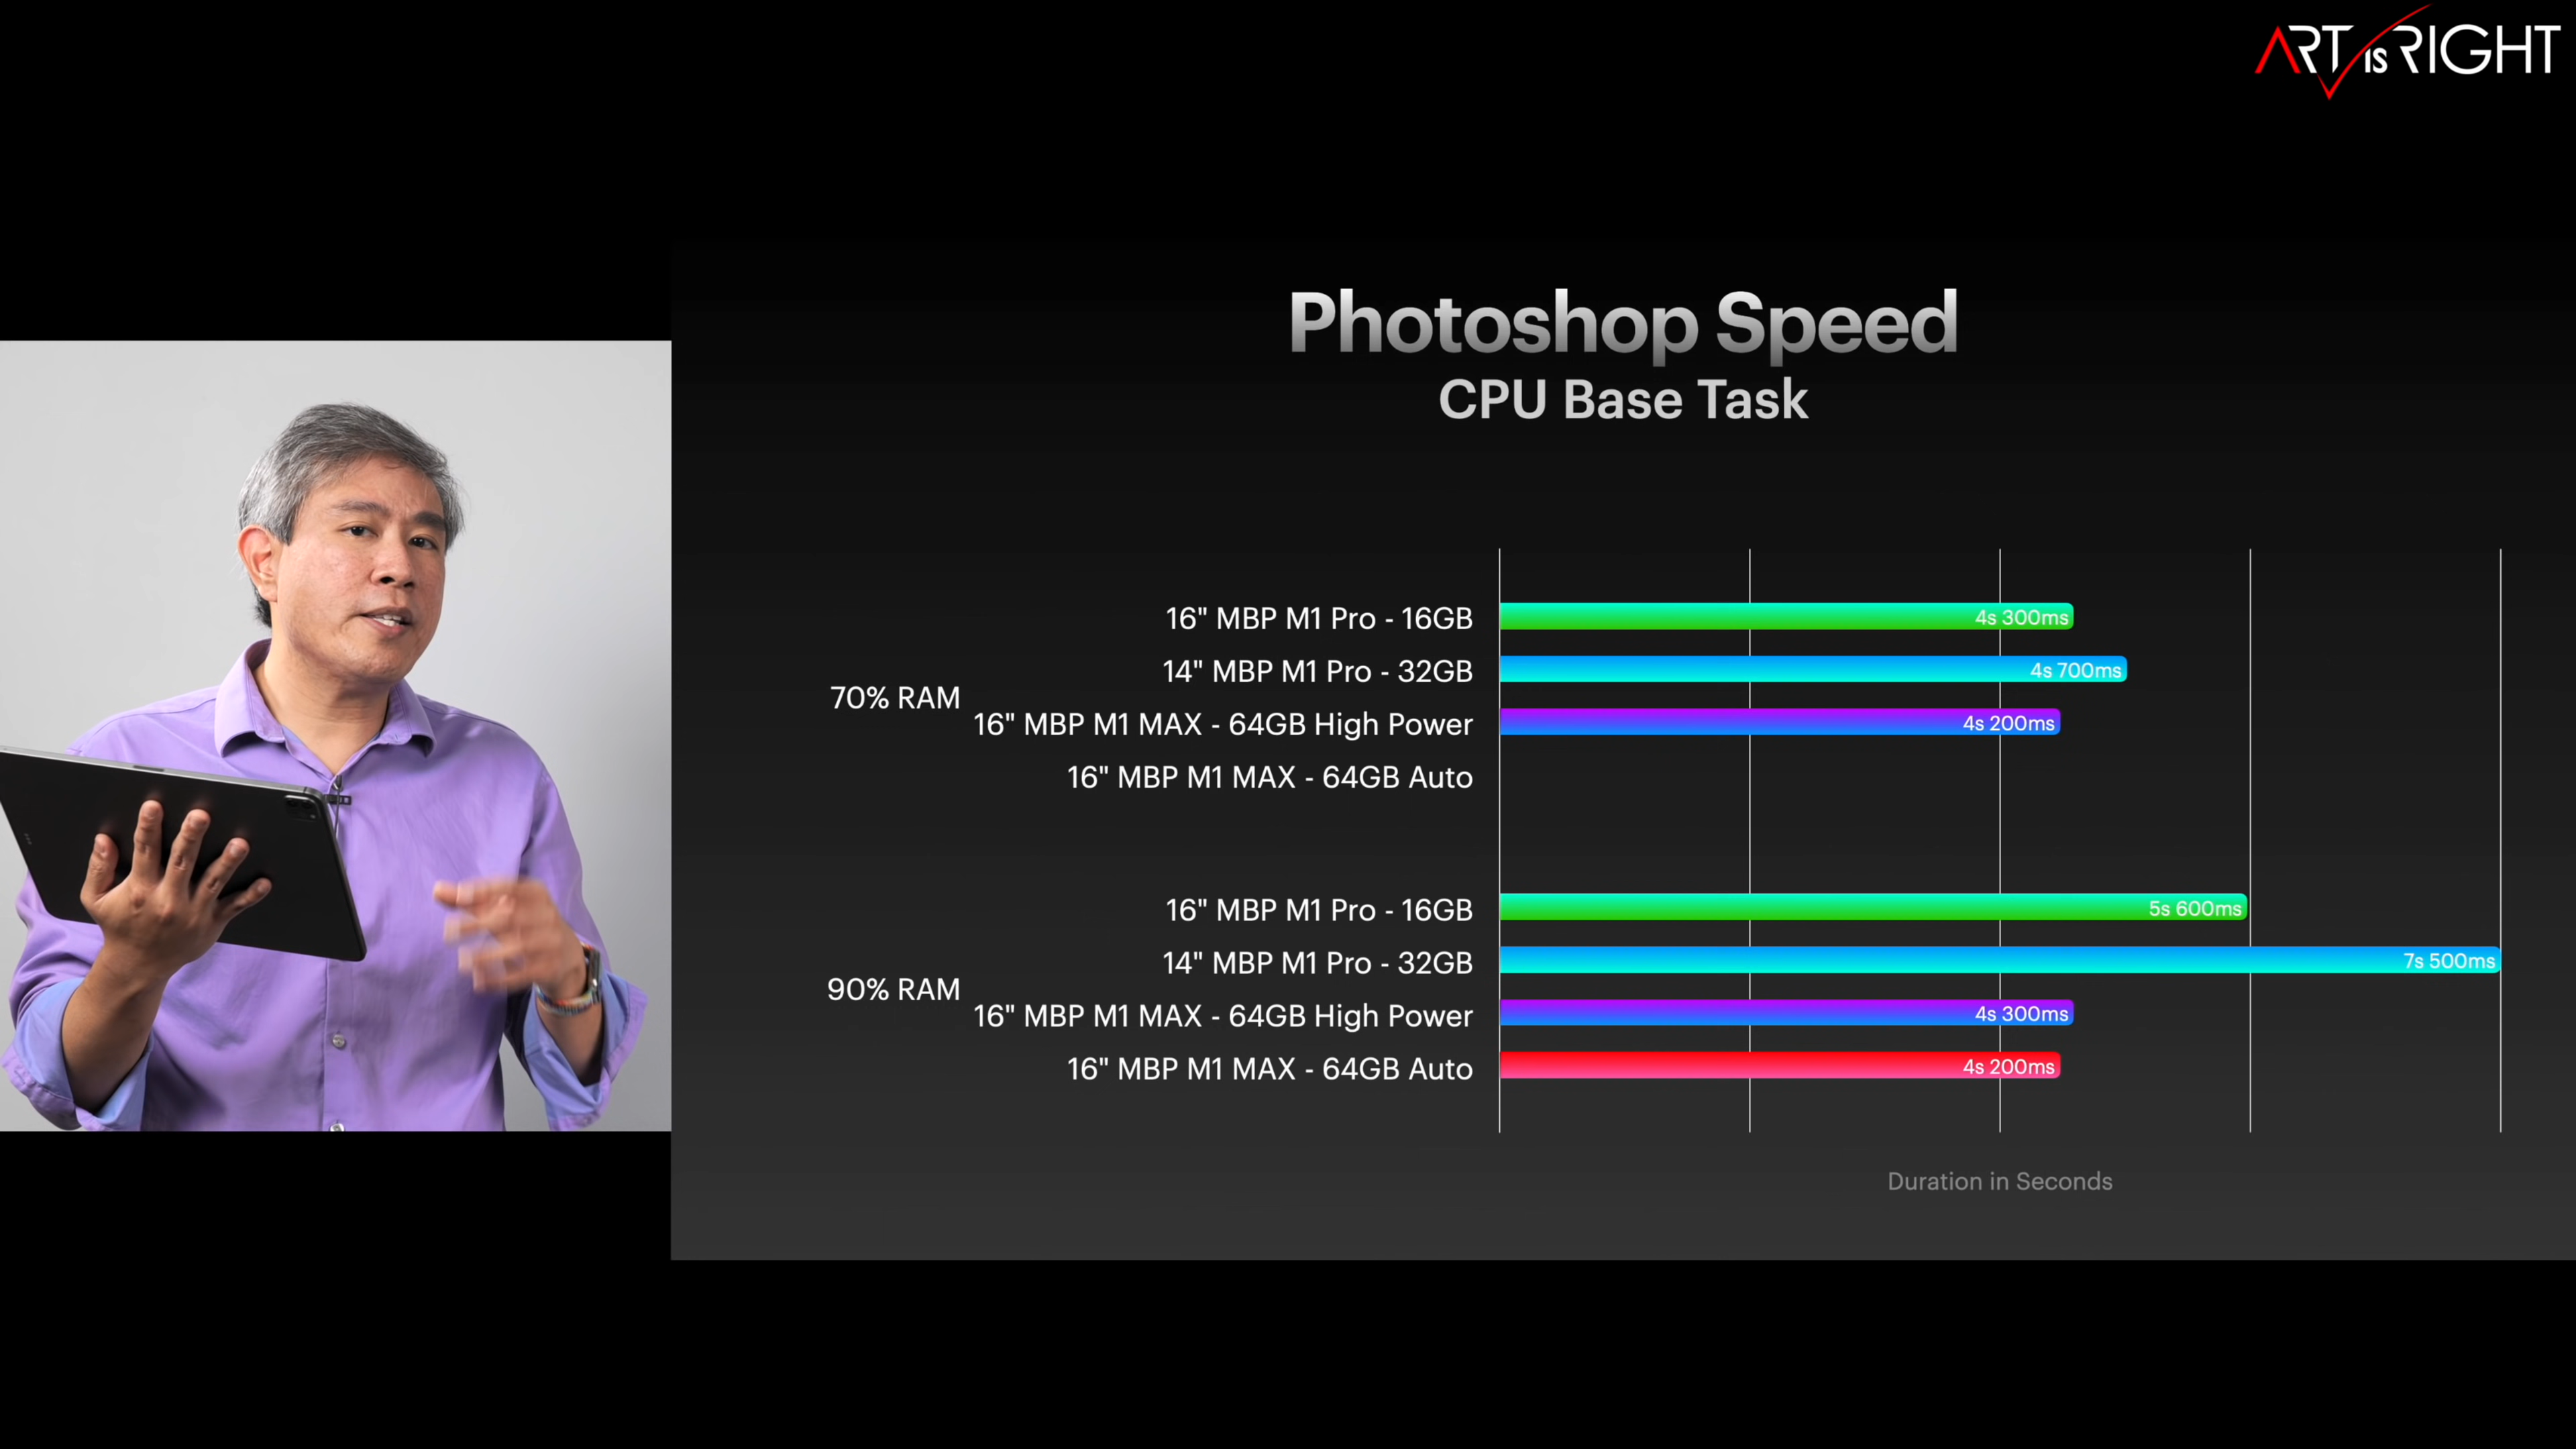 ART IS RIGHT
Photoshop Speed
CPU Base Task
70% RAM
16" MBP M1 Pro - 16GB
4s 300ms
14" MBP M1 Pro - 32GB
4s 700ms
16" MBP M1 MAX - 64GB High Power
4s 200ms
16" MBP M1 MAX - 64GB Auto
90% RAM
16" MBP M1 Pro - 16GB
5s 600ms
14" MBP M1 Pro - 32GB
7s 500ms
16" MBP M1 MAX - 64GB High Power
4s 300ms
16" MBP M1 MAX - 64GB Auto
4s 200ms
Duration in Seconds